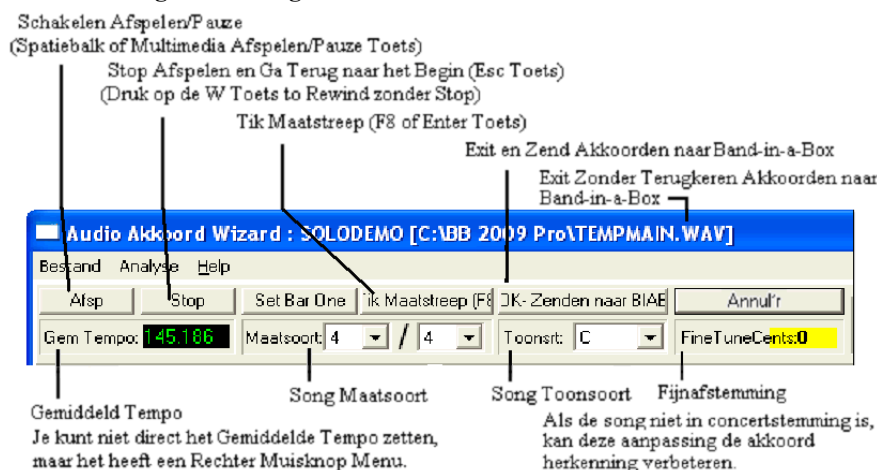 Schakelen Afspelen/Pauze
(Spatiebalk of Multimedia Afspelen/Pauze Toets)
Stop Afspelen en Ga Terug naar het Begin (Esc Toets)
(Druk op de W Toets to Rewind zonder Stop)
Tik Maatstreep (F8 of Enter Toets)
Exit en Zend Akkoorden naar Band-in-a-Box
Exit Zonder Terugkeren Akkoorden naar
Band-in-a-Box
Audio Akkoord Wizard : SOLODEMO [C:\BB 2009 Pro\TEMPMAIN.WAV]
Bestand Analyse Help
Afsp Stop Set Bar One Tik Maatstreep (F8 OK- Zenden naar BIAB Annul'r
Gem Tempo: 145.186 Maatsoort: 4 / 4 Toonsrt: C FineTuneCents:0
Song Maatsoort
Song Toonsoort
Fijnafstemming
Gemiddeld Tempo
Je kunt niet direct het Gemiddelde Tempo zetten,
maar het heeft een Rechter Muisknop Menu.
Als de song niet in concertstemming is,
kan deze aanpassing de akkoord
herkenning verbeteren.